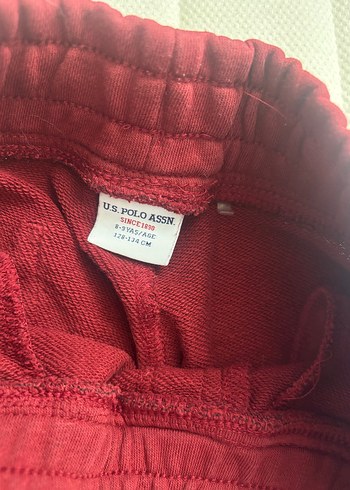 U.S. POLO ASSN.
SINCE 1890
8-9 YAS/AGE
128-134 CM